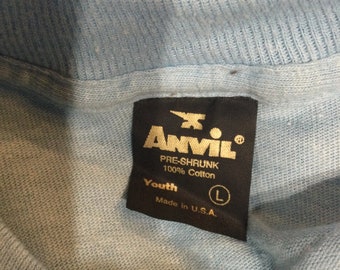 ANVIL®
PRE-SHRUNK
100% Cotton
Youth L
Made in U.S.A.